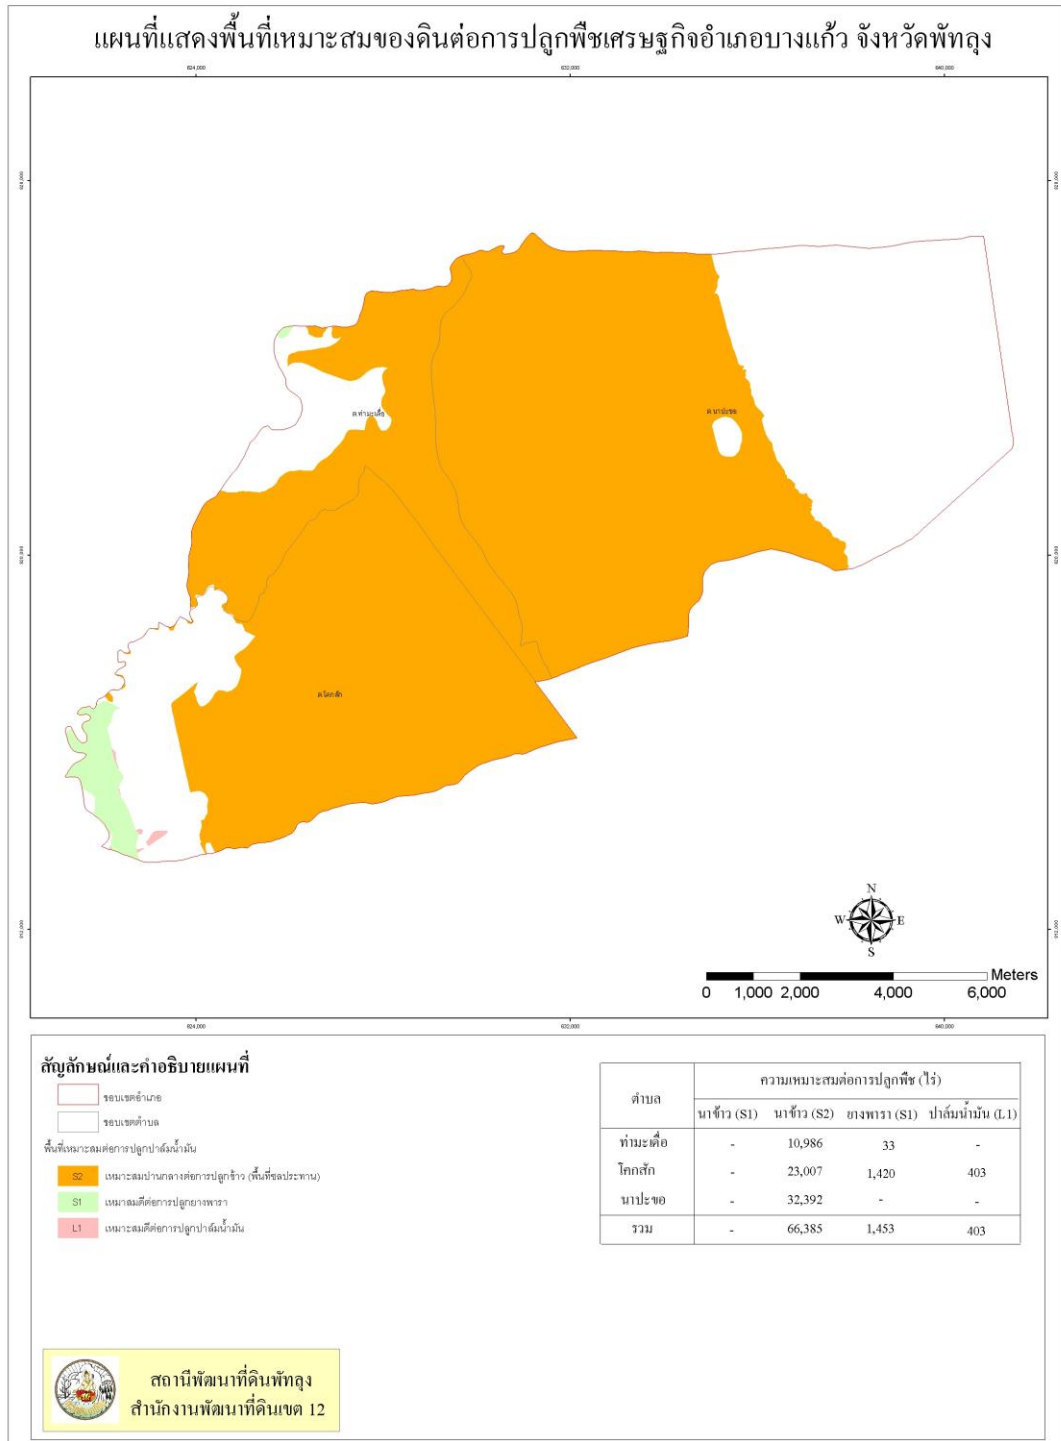 แผนที่แสดงพื้นที่เหมาะสมของดินต่อการปลูกพืชเศรษฐกิจอำเภอบางแก้ว จังหวัดพัทลุง
624,000 632,000 640,000
ต.ท่ามะเดื่อ
ต.นาปะขอ
ต.โคกสัก
N
W E
S
Meters
0 1,000 2,000 4,000 6,000
624,000 632,000 640,000
สัญลักษณ์และคำอธิบายแผนที่
ขอบเขตอำเภอ
ขอบเขตตำบล
พื้นที่เหมาะสมต่อการปลูกปาล์มน้ำมัน
S2 เหมาะสมปานกลางต่อการปลูกข้าว (พื้นที่ชลประทาน)
S1 เหมาสมดีต่อการปลูกยางพารา
L1 เหมาะสมดีต่อการปลูกปาล์มน้ำมัน
ตำบล ความเหมาะสมต่อการปลูกพืช (ไร่)
นาข้าว (S1) นาข้าว (S2) ยางพารา (S1) ปาล์มน้ำมัน (L1)
ท่ามะเดื่อ - 10,986 33 -
โคกสัก - 23,007 1,420 403
นาปะขอ - 32,392 - -
รวม - 66,385 1,453 403
สถานีพัฒนาที่ดินพัทลุง
สำนักงานพัฒนาที่ดินเขต 12